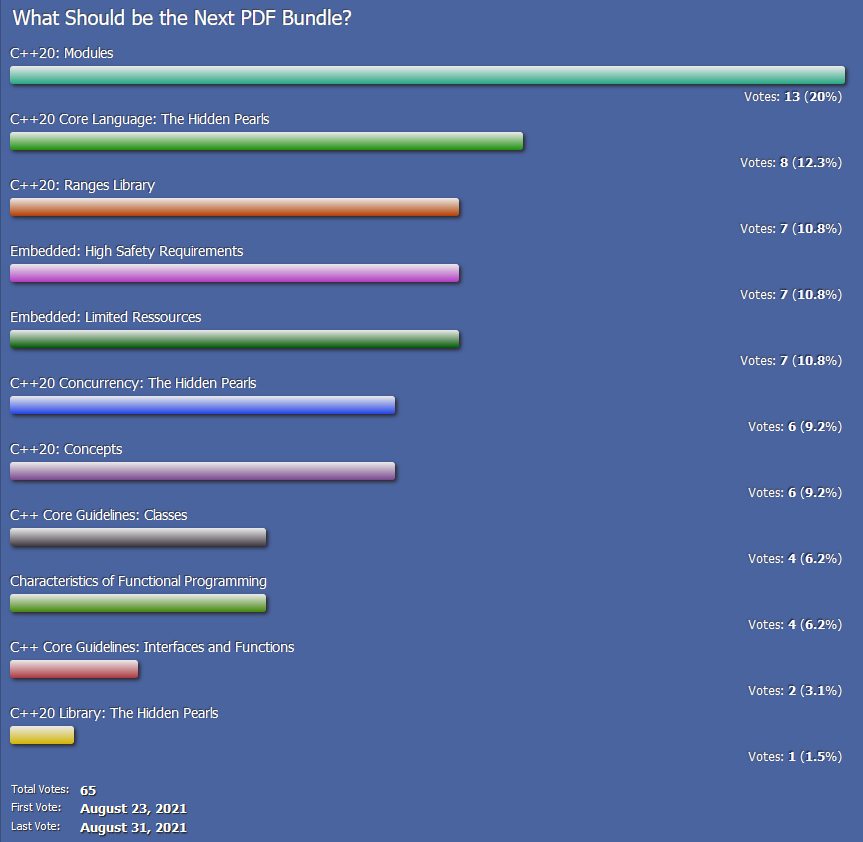 What Should be the Next PDF Bundle?
C++20: Modules
Votes: 13 (20%)
C++20 Core Language: The Hidden Pearls
Votes: 8 (12.3%)
C++20: Ranges Library
Votes: 7 (10.8%)
Embedded: High Safety Requirements
Votes: 7 (10.8%)
Embedded: Limited Ressources
Votes: 7 (10.8%)
C++20 Concurrency: The Hidden Pearls
Votes: 6 (9.2%)
C++20: Concepts
Votes: 6 (9.2%)
C++ Core Guidelines: Classes
Votes: 4 (6.2%)
Characteristics of Functional Programming
Votes: 4 (6.2%)
C++ Core Guidelines: Interfaces and Functions
Votes: 2 (3.1%)
C++20 Library: The Hidden Pearls
Votes: 1 (1.5%)
Total Votes: 65
First Vote: August 23, 2021
Last Vote: August 31, 2021